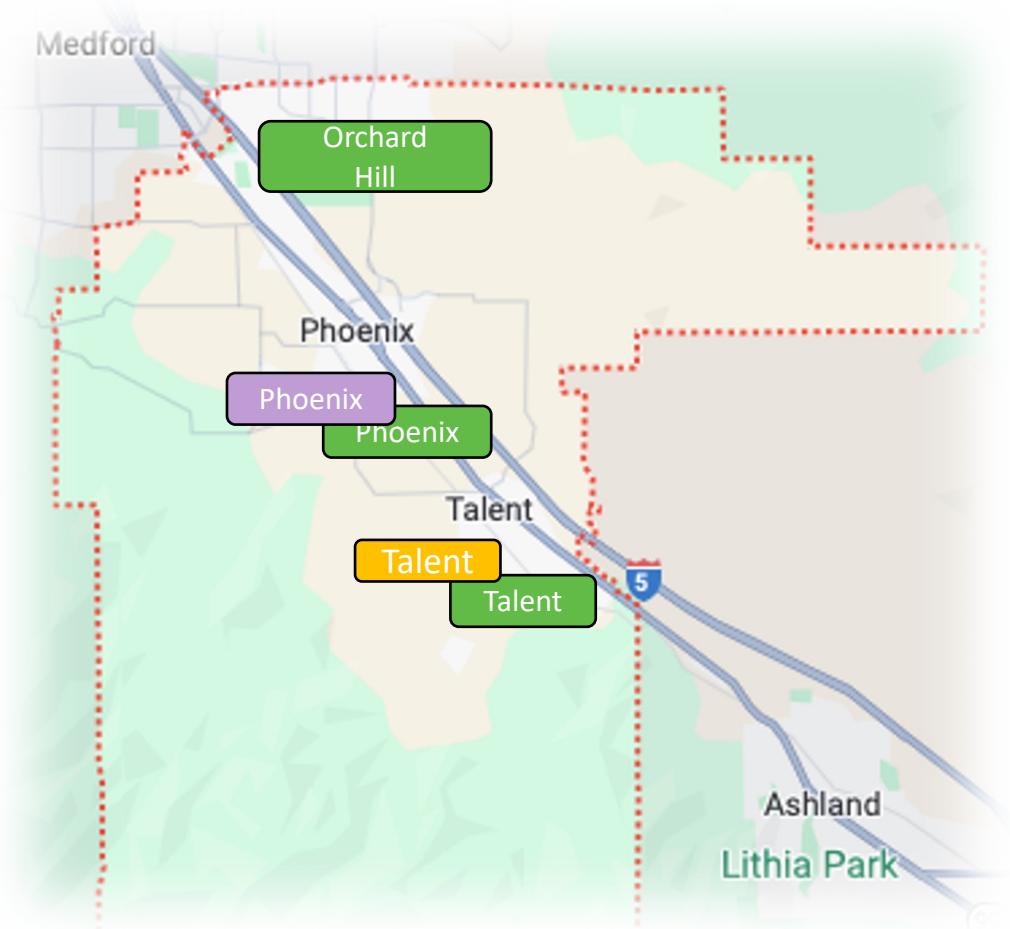 Medford
Orchard
Hill
Phoenix
Phoenix
Phoenix
Talent
Talent
Talent
5
Ashland
Lithia Park